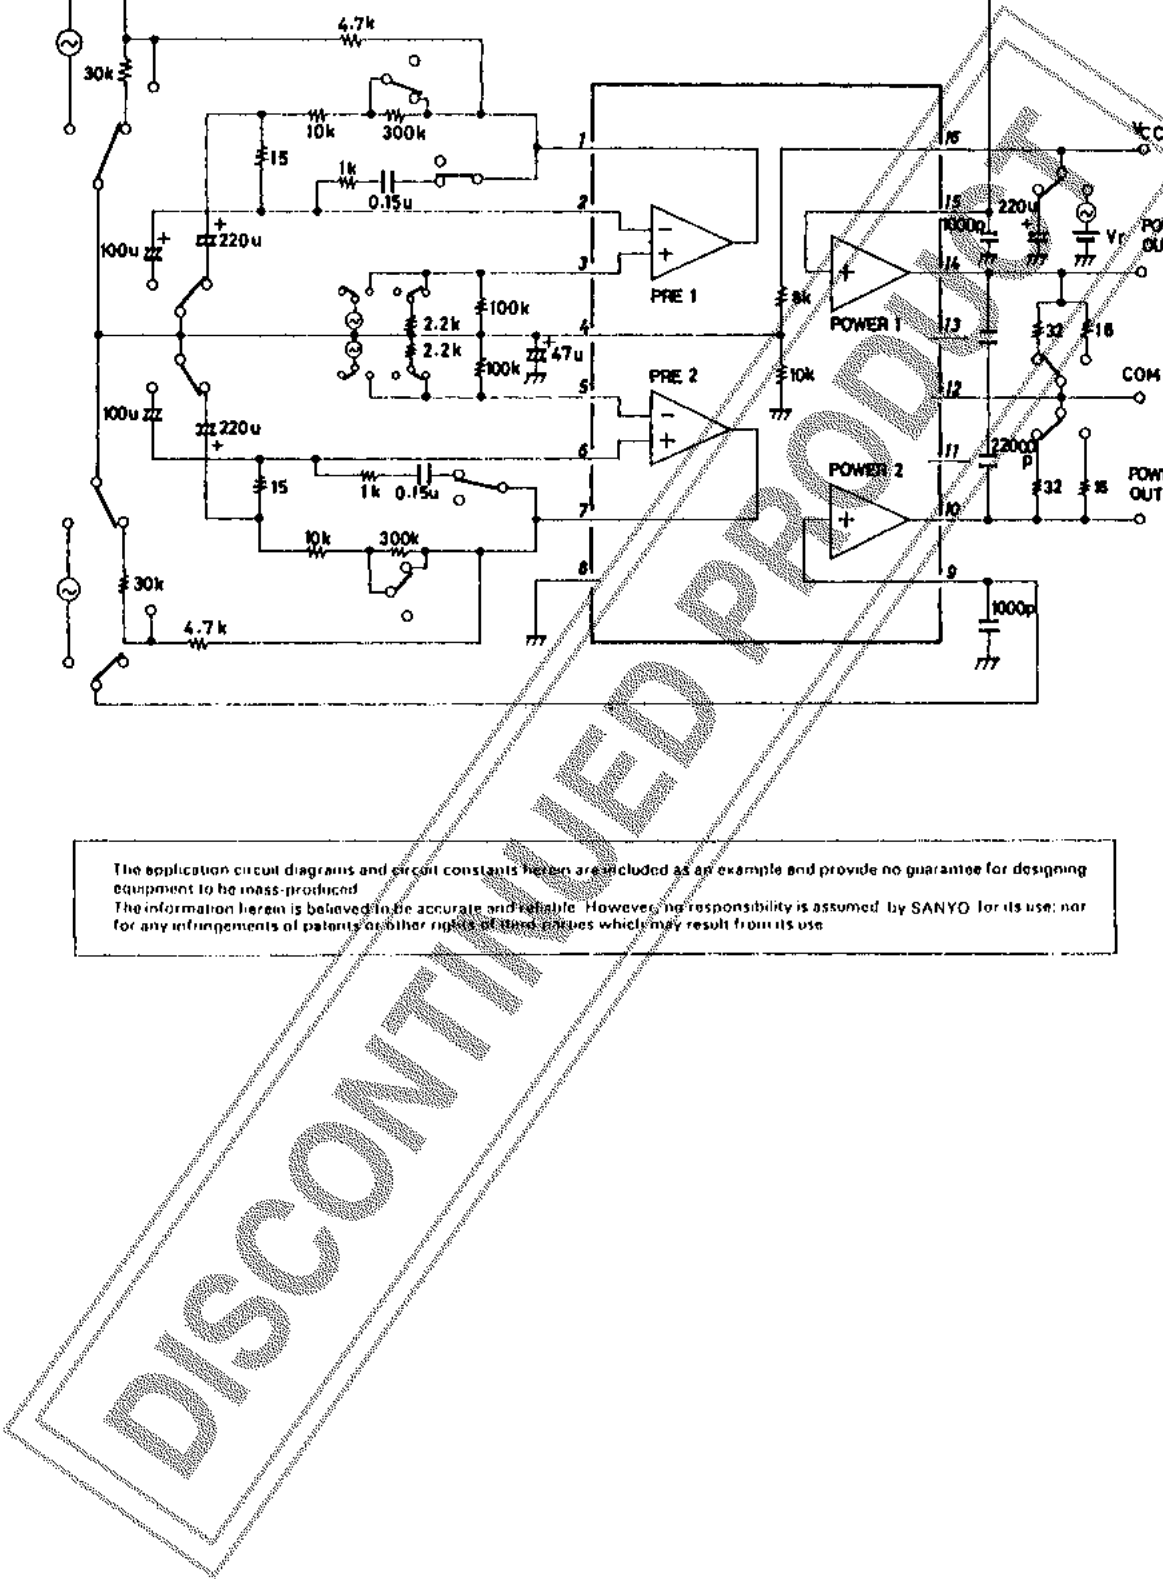 4.7k
30k
10k
300k
1
16
VCC
15
1k
0.15u
2
15
220u
1000p
100u
220u
Vr
3
14
PRE 1
100k
8k
POWER 1
2.2k
4
13
32
16
2.2k
47u
100k
PRE 2
10k
12
COM
5
100u
220u
6
11
22000
p
15
1k
0.15u
POWER 2
32
16
OUT
7
10
10k
300k
8
9
30k
1000p
4.7k
The application circuit diagrams and circuit constants herein are included as an example and provide no guarantee for designing
equipment to be mass-produced
The information herein is believed to be accurate and reliable. However, no responsibility is assumed by SANYO for its use; nor
for any infringements of patents or other rights of third parties which may result from its use
DISCONTINUED PRODUCT